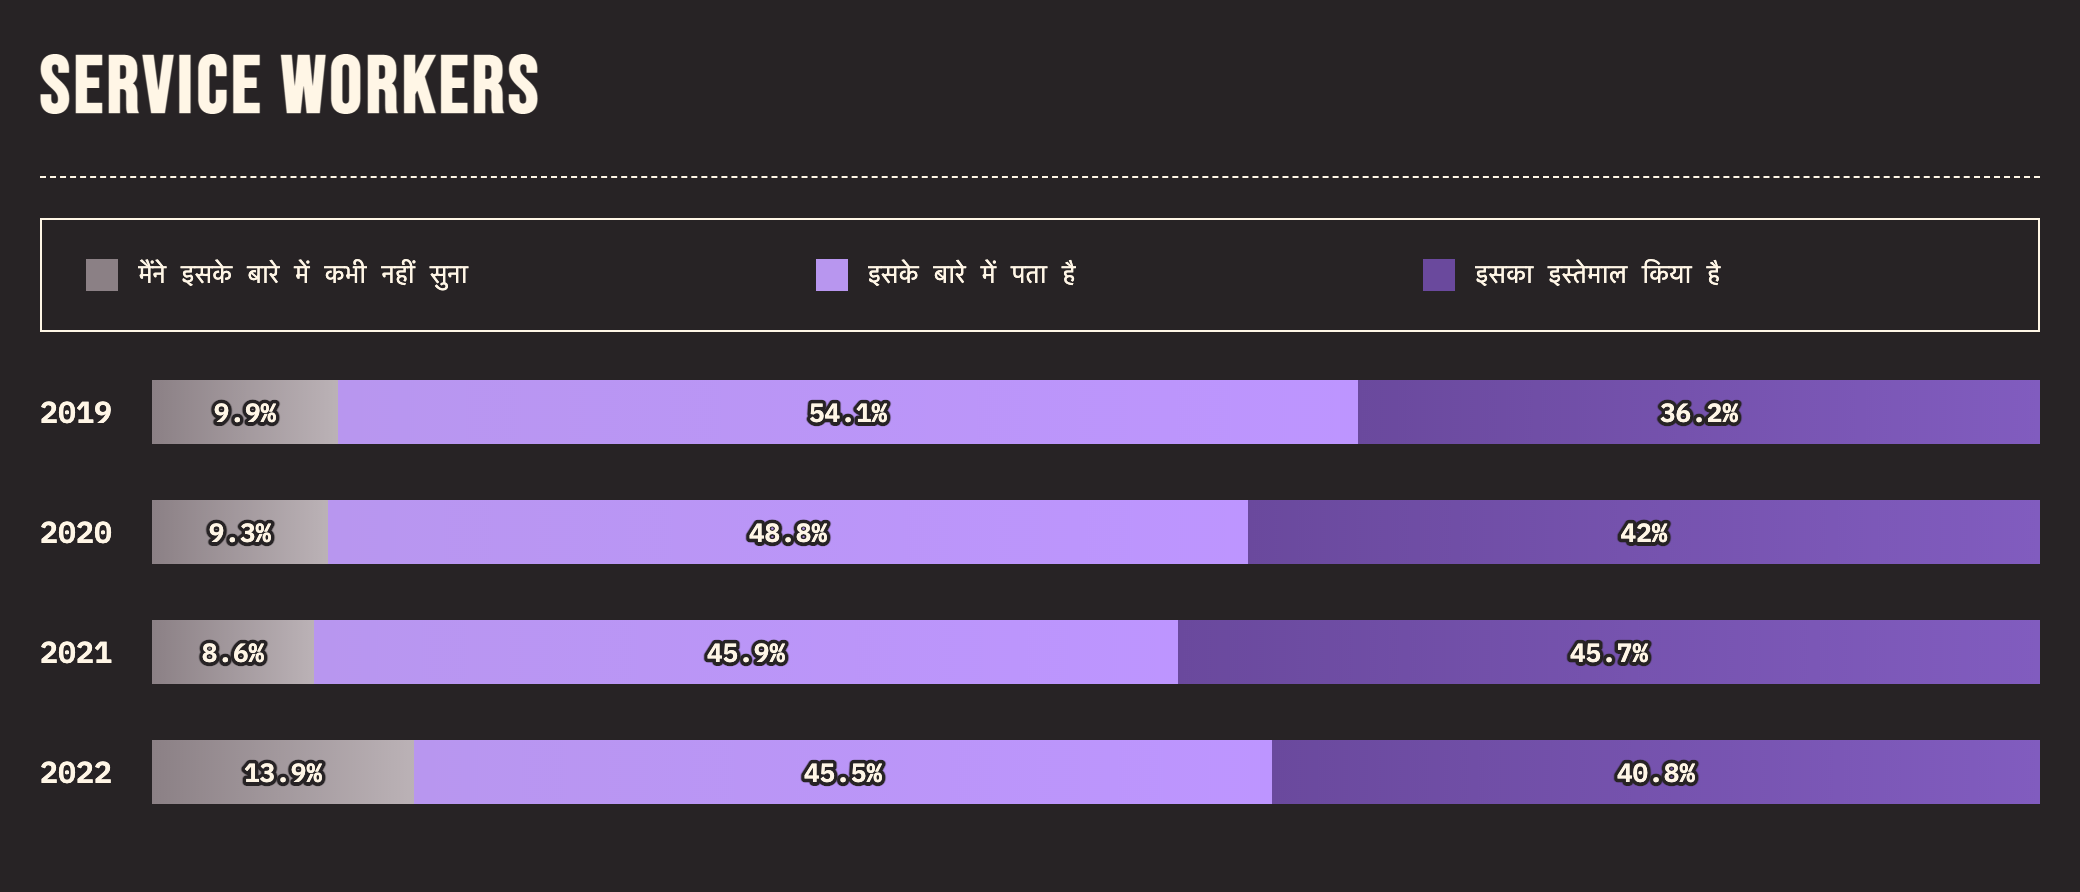 SERVICE WORKERS
मैंने इसके बारे में कभी नहीं सुना इसके बारे में पता है इसका इस्तेमाल किया है
2019 9.9% 54.1% 36.2%
2020 9.3% 48.8% 42%
2021 8.6% 45.9% 45.7%
2022 13.9% 45.5% 40.8%